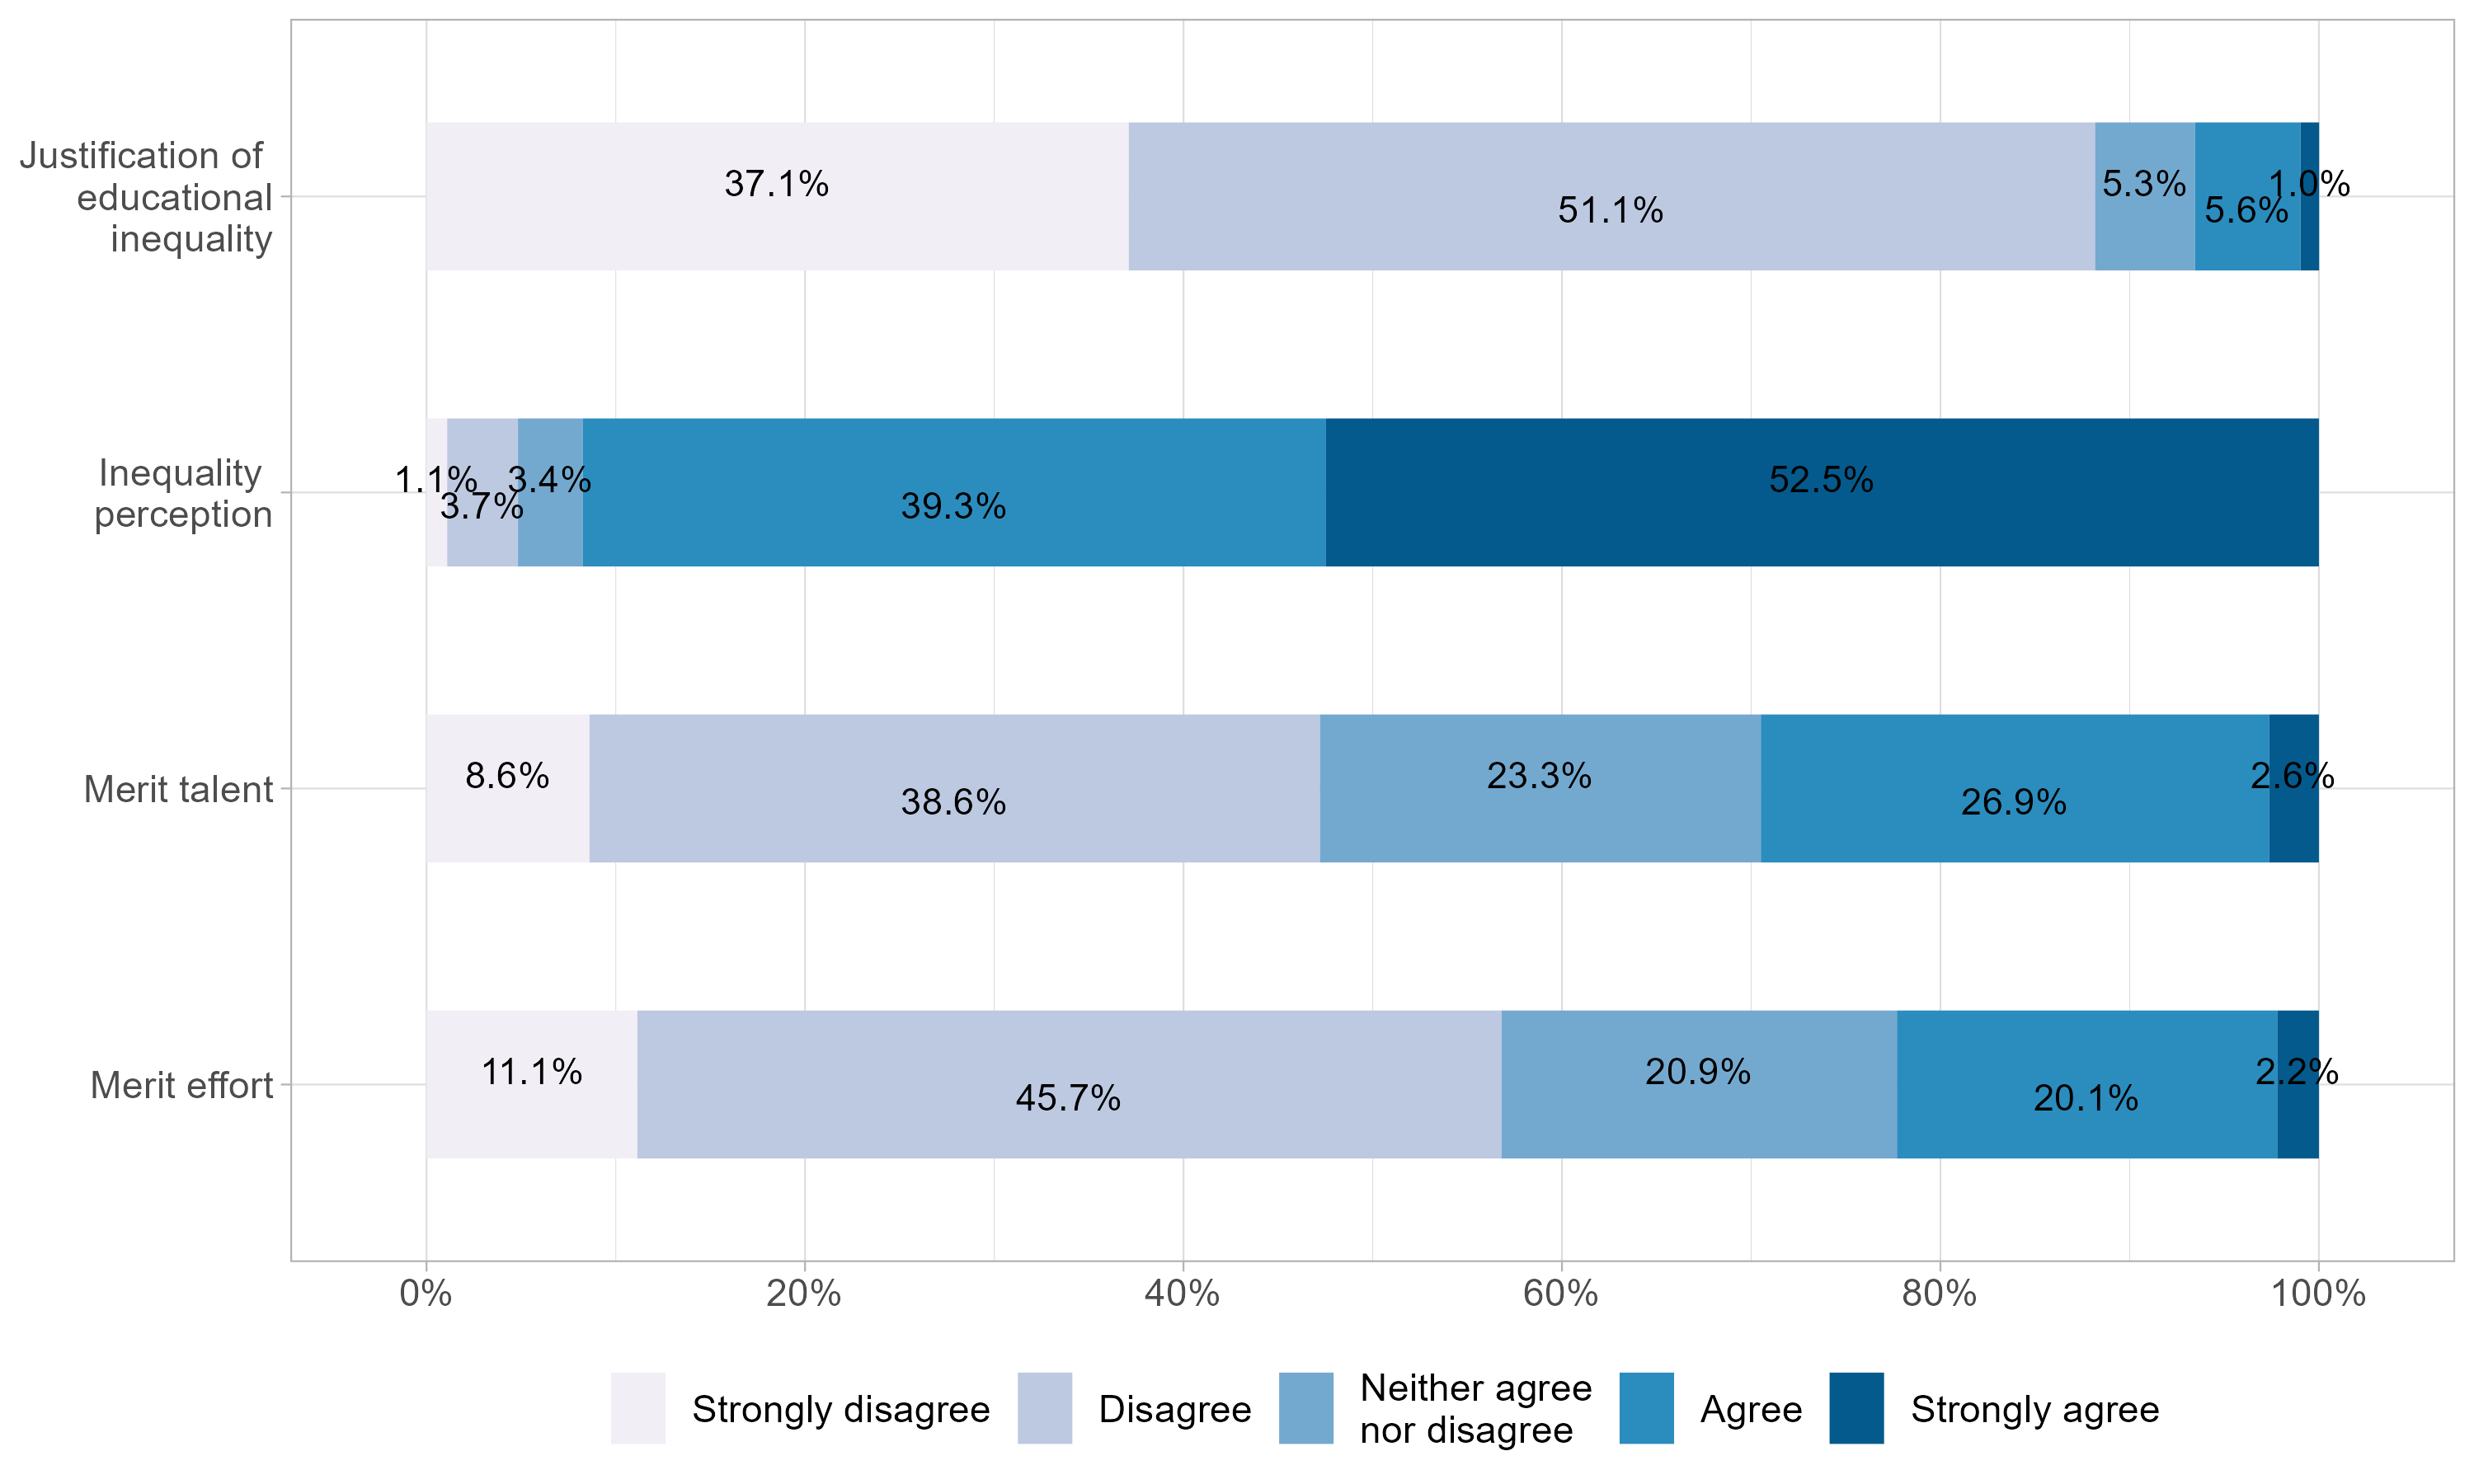 Justification of
educational
inequality
37.1%
51.1%
5.3%
5.6%
1.0%
Inequality
perception
1.1%
3.7%
3.4%
39.3%
52.5%
Merit talent
8.6%
38.6%
23.3%
26.9%
2.6%
Merit effort
11.1%
45.7%
20.9%
20.1%
2.2%
0%
20%
40%
60%
80%
100%
Strongly disagree
Disagree
Neither agree
nor disagree
Agree
Strongly agree